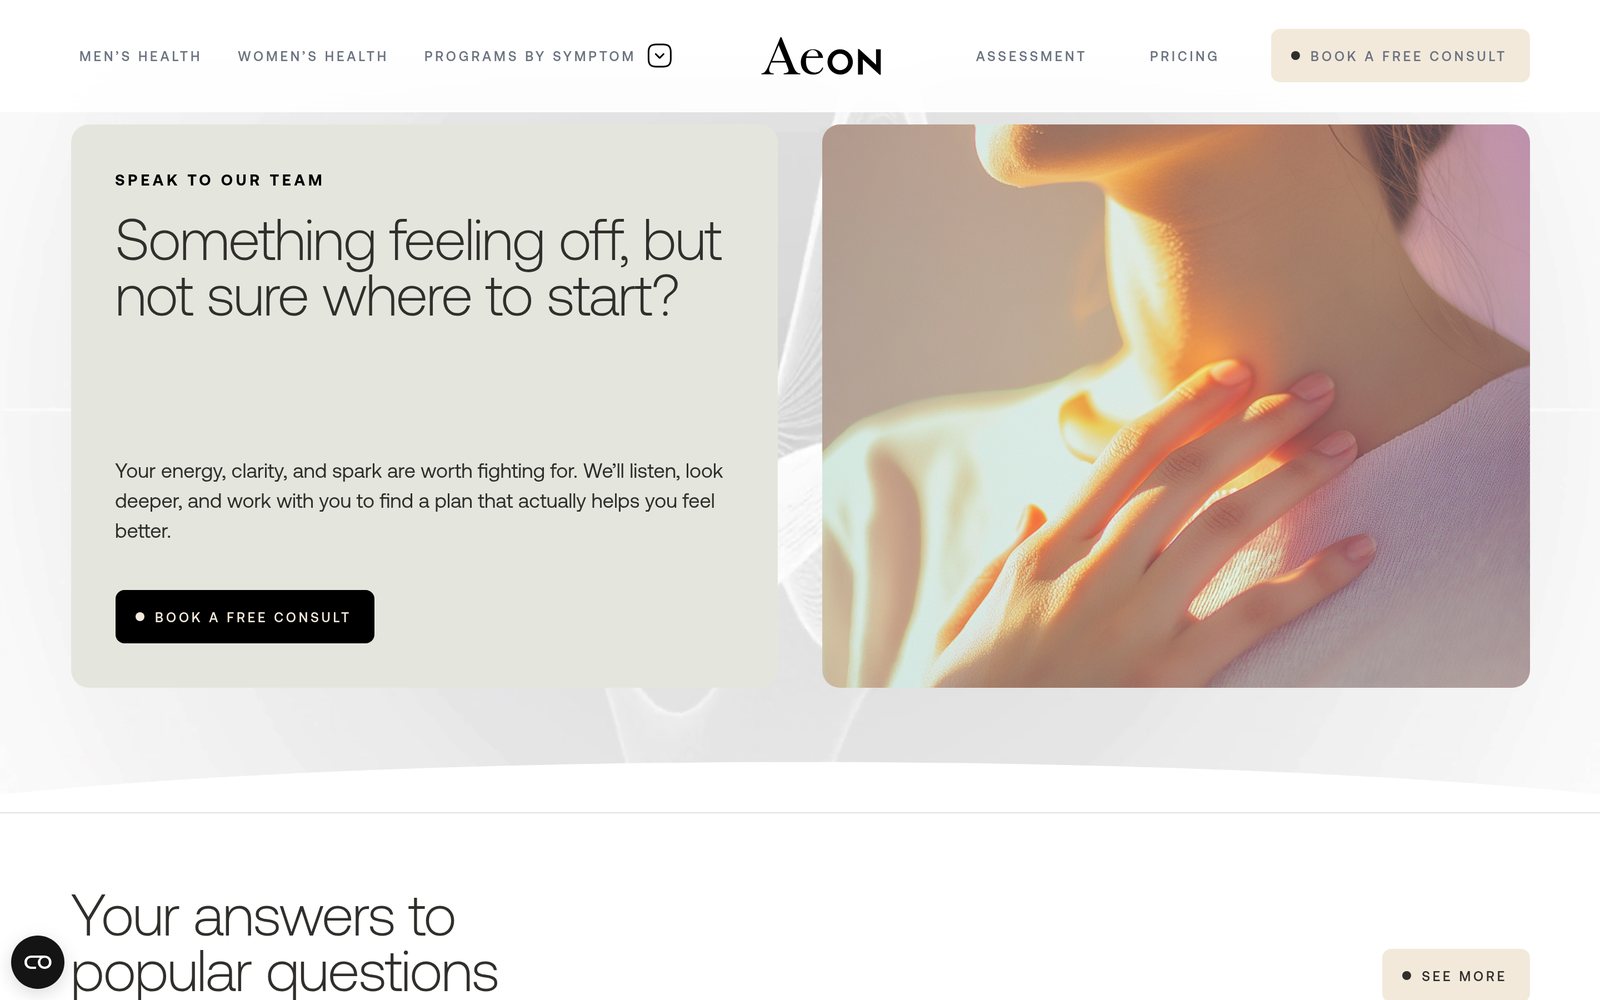 MEN’S HEALTH
WOMEN’S HEALTH
PROGRAMS BY SYMPTOM
AeON
ASSESSMENT
PRICING
BOOK A FREE CONSULT
SPEAK TO OUR TEAM
Something feeling off, but
not sure where to start?
Your energy, clarity, and spark are worth fighting for. We’ll listen, look
deeper, and work with you to find a plan that actually helps you feel
better.
BOOK A FREE CONSULT
Your answers to
popular questions
SEE MORE